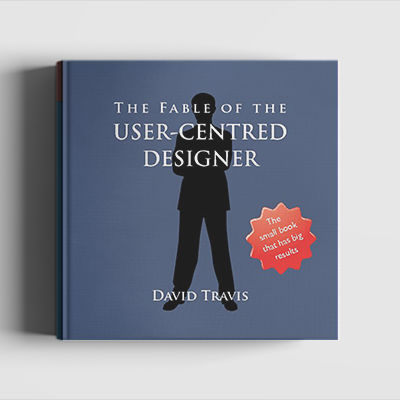 THE FABLE OF THE
USER-CENTRED
DESIGNER
The
small book
that has big
results
DAVID TRAVIS